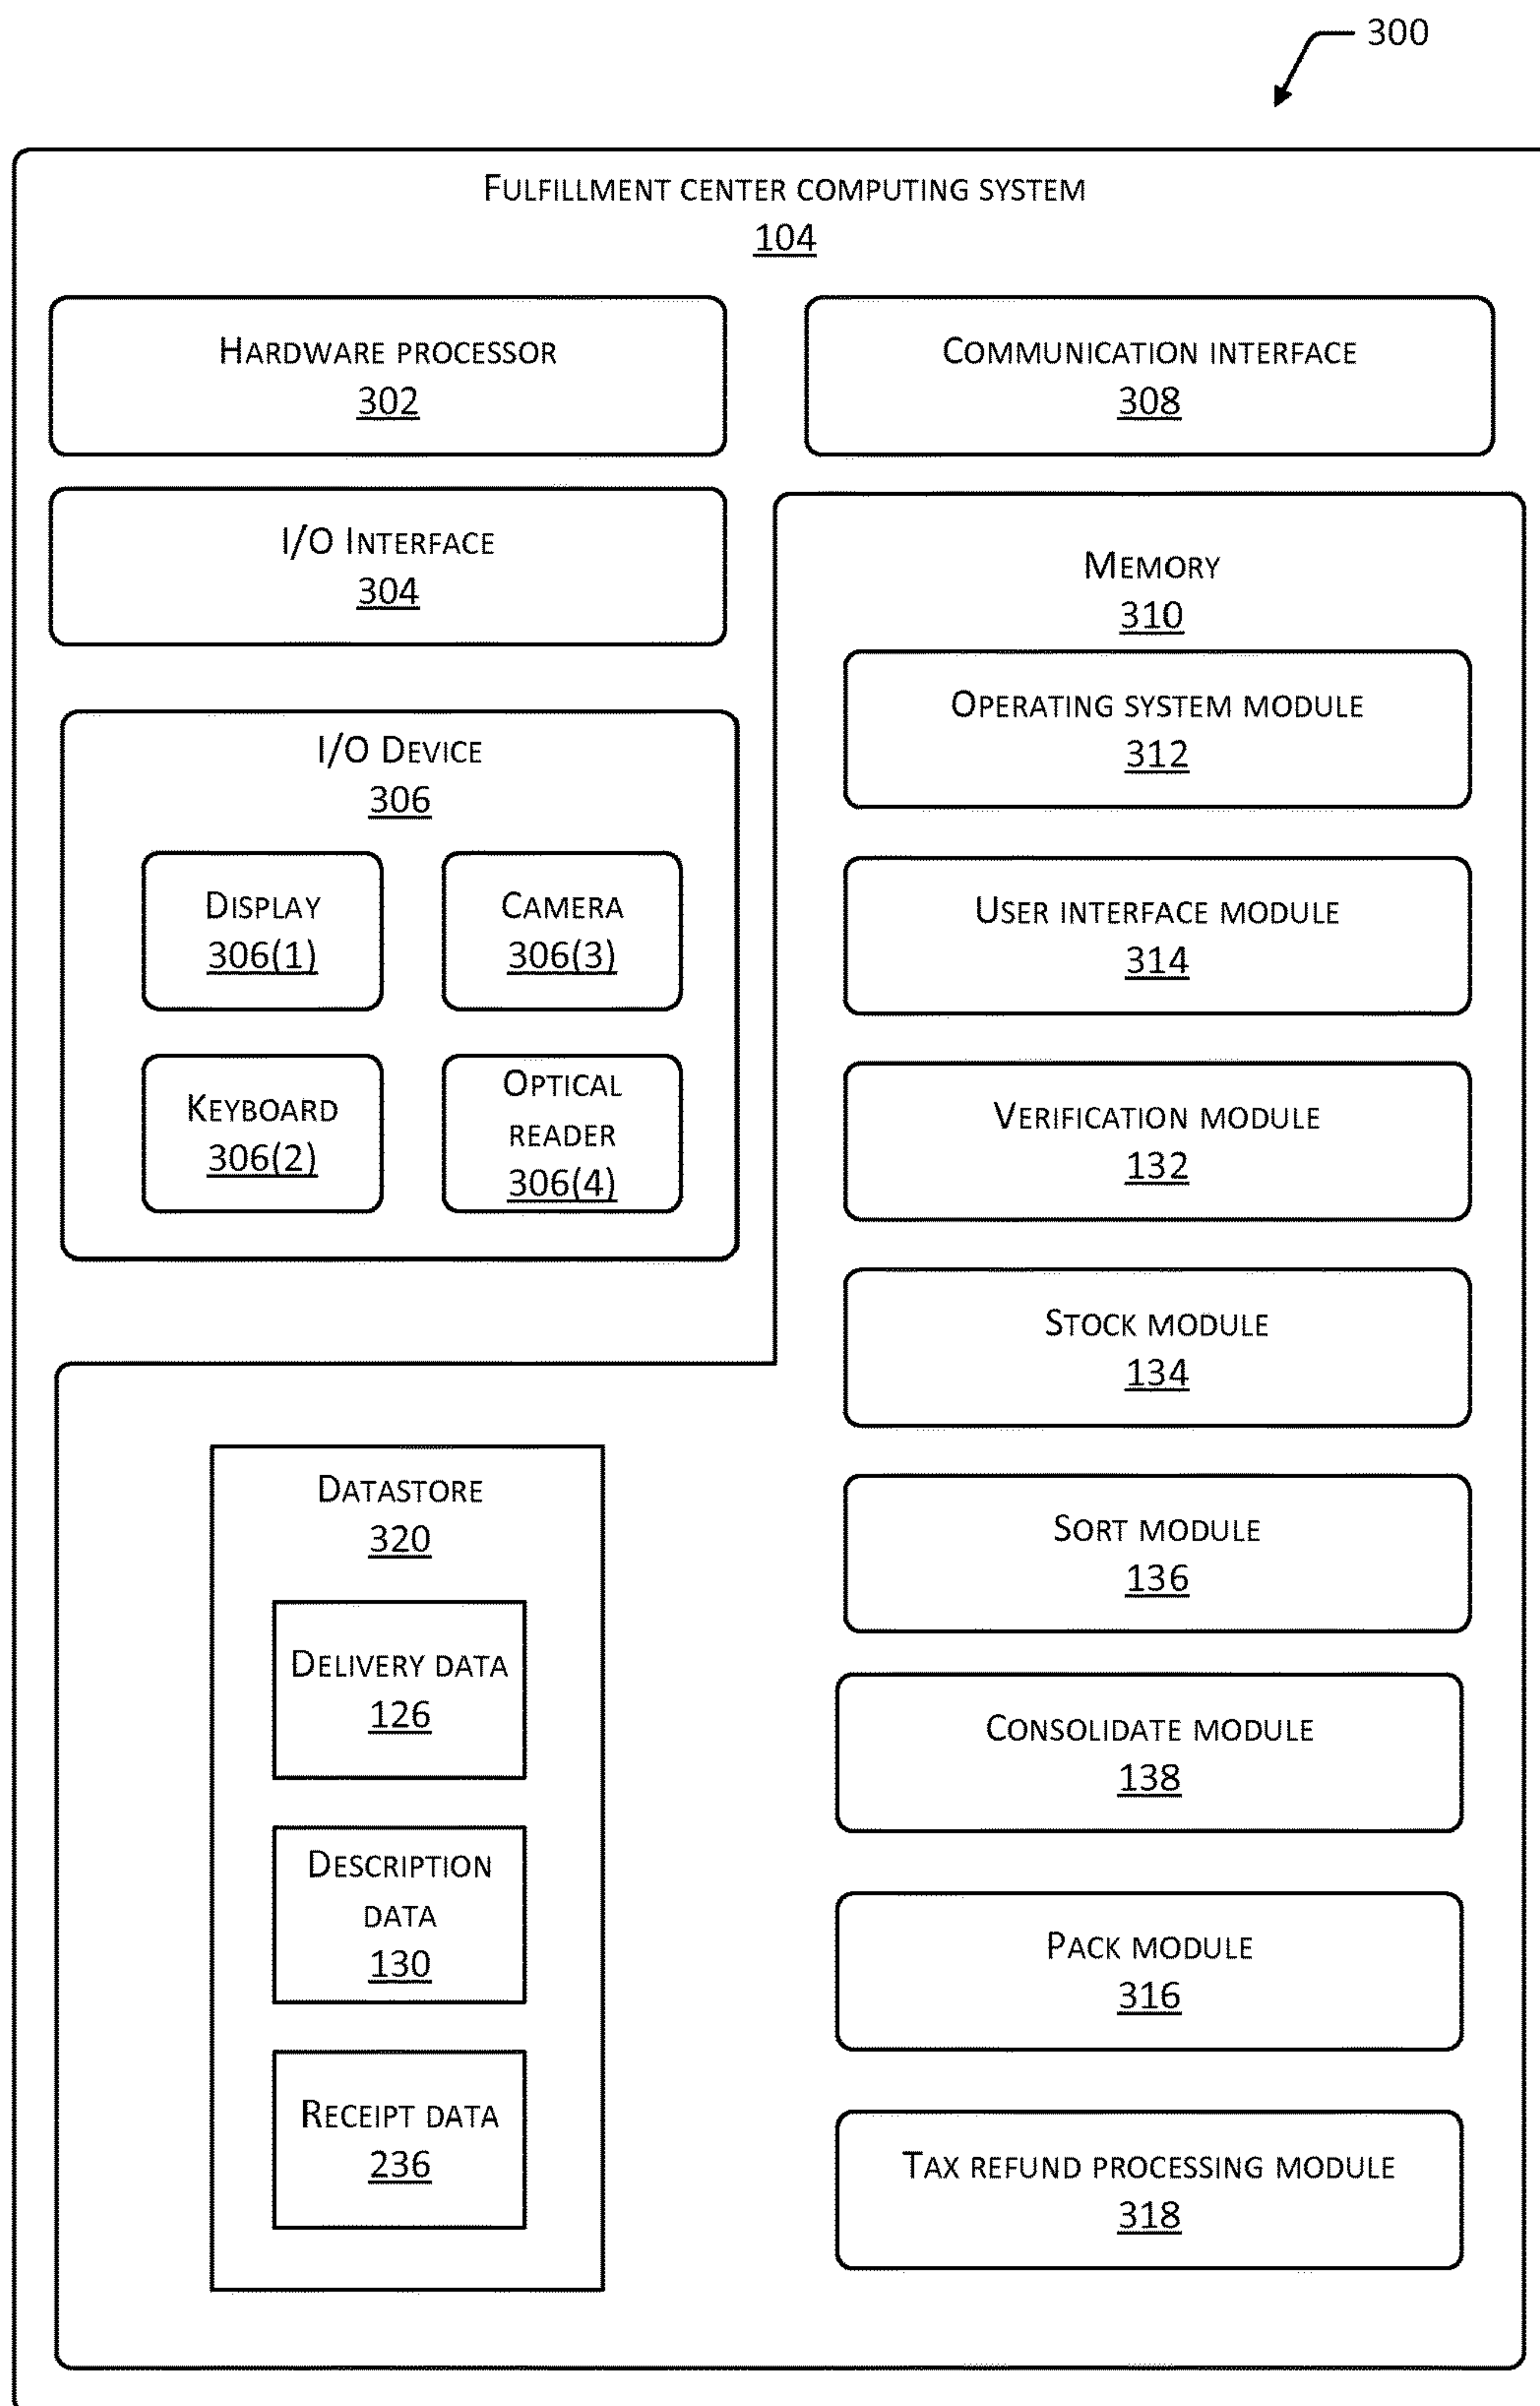 300
FULFILLMENT CENTER COMPUTING SYSTEM
104
HARDWARE PROCESSOR
302
COMMUNICATION INTERFACE
308
I/O INTERFACE
304
I/O DEVICE
306
DISPLAY
306(1)
CAMERA
306(3)
KEYBOARD
306(2)
OPTICAL
READER
306(4)
MEMORY
310
OPERATING SYSTEM MODULE
312
USER INTERFACE MODULE
314
VERIFICATION MODULE
132
STOCK MODULE
134
SORT MODULE
136
CONSOLIDATE MODULE
138
PACK MODULE
316
TAX REFUND PROCESSING MODULE
318
DATASTORE
320
DELIVERY DATA
126
DESCRIPTION
DATA
130
RECEIPT DATA
236